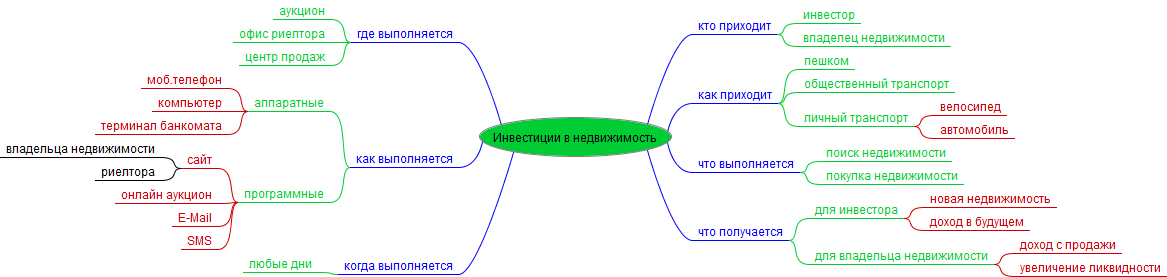 Инвестиции в недвижимость
кто приходит
инвестор
владелец недвижимости
как приходит
пешком
общественный транспорт
личный транспорт
велосипед
автомобиль
что выполняется
поиск недвижимости
покупка недвижимости
что получается
для инвестора
новая недвижимость
доход в будущем
для владельца недвижимости
доход с продажи
увеличение ликвидности
где выполняется
аукцион
офис риелтора
центр продаж
как выполняется
аппаратные
моб.телефон
компьютер
терминал банкомата
программные
сайт
владельца недвижимости
риелтора
онлайн аукцион
E-Mail
SMS
когда выполняется
любые дни